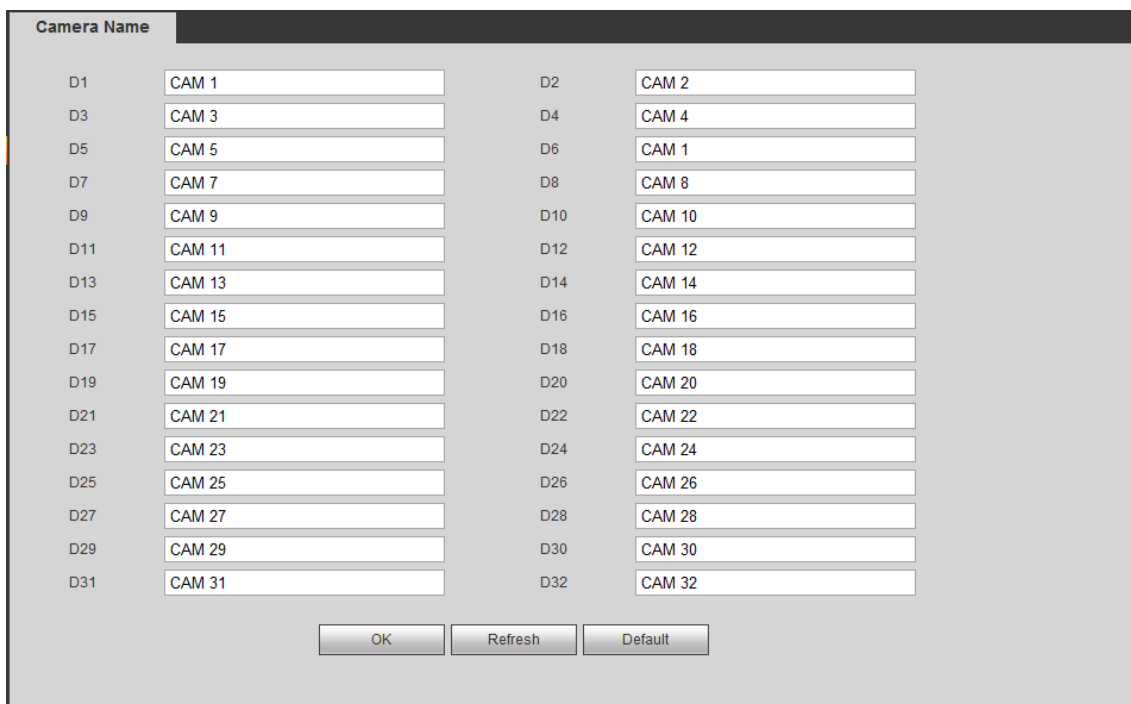 Camera Name
D1 CAM 1 D2 CAM 2
D3 CAM 3 D4 CAM 4
D5 CAM 5 D6 CAM 1
D7 CAM 7 D8 CAM 8
D9 CAM 9 D10 CAM 10
D11 CAM 11 D12 CAM 12
D13 CAM 13 D14 CAM 14
D15 CAM 15 D16 CAM 16
D17 CAM 17 D18 CAM 18
D19 CAM 19 D20 CAM 20
D21 CAM 21 D22 CAM 22
D23 CAM 23 D24 CAM 24
D25 CAM 25 D26 CAM 26
D27 CAM 27 D28 CAM 28
D29 CAM 29 D30 CAM 30
D31 CAM 31 D32 CAM 32
OK Refresh Default